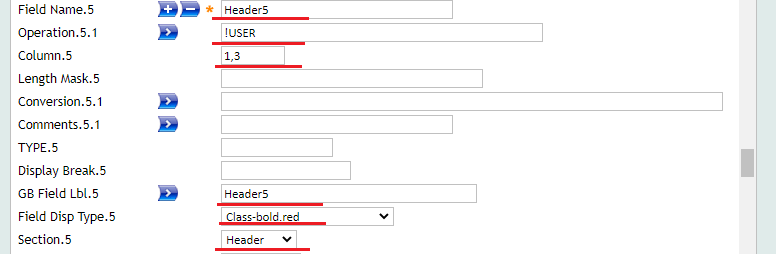 Field Name.5 * Header5
Operation.5.1 !USER
Column.5 1,3
Length Mask.5
Conversion.5.1
Comments.5.1
TYPE.5
Display Break.5
GB Field Lbl.5 Header5
Field Disp Type.5 Class-bold.red
Section.5 Header